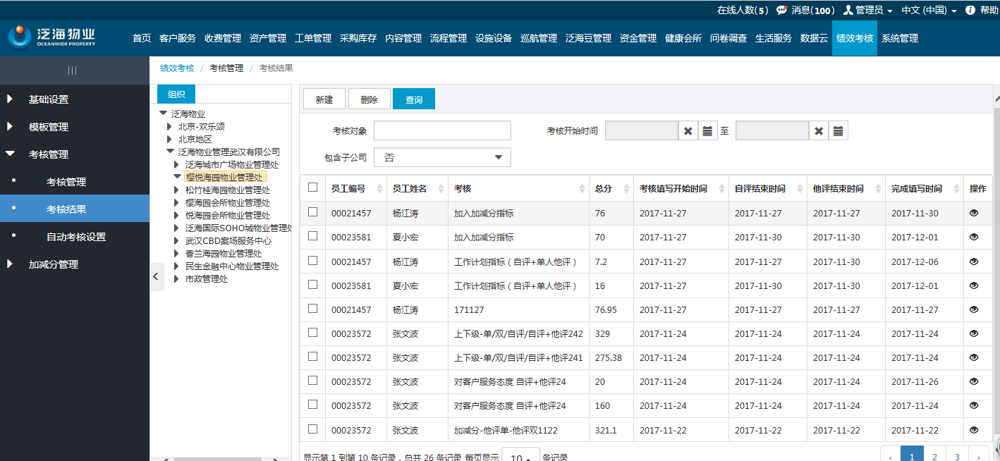 在线人数(5) 消息(100) 管理员 中文 (中国) 帮助
泛海物业
OCEANWIDE PROPERTY
首页 客户服务 收费管理 资产管理 工单管理 采购库存 内容管理 流程管理 设施设备 巡航管理 泛海豆管理 资金管理 健康会所 问卷调查 生活服务 数据云 绩效考核 系统管理
绩效考核 / 考核管理 / 考核结果
基础设置
模板管理
考核管理
考核管理
考核结果
自动考核设置
加减分管理
组织
泛海物业
北京-欢乐颂
北京地区
泛海物业管理武汉有限公司
泛海城市广场物业管理处
樱悦海园物业管理处
松竹桂海园物业管理处
樱海园会所物业管理处
悦海园会所物业管理处
泛海国际SOHO城物业管理处
武汉CBD案场服务中心
香兰海园物业管理处
民生金融中心物业管理处
市政管理处
新建 删除 查询
考核对象 考核开始时间 至
包含子公司 否
员工编号 员工姓名 考核 总分 考核填写开始时间 自评结束时间 他评结束时间 完成填写时间 操作
00021457 杨江涛 加入加减分指标 76 2017-11-27 2017-11-27 2017-11-27 2017-11-30
00023581 夏小宏 加入加减分指标 70 2017-11-27 2017-11-30 2017-11-30 2017-12-01
00021457 杨江涛 工作计划指标（自评+单人他评） 7.2 2017-11-27 2017-11-27 2017-11-30 2017-12-06
00023581 夏小宏 工作计划指标（自评+单人他评） 16 2017-11-27 2017-11-30 2017-11-30 2017-12-01
00021457 杨江涛 171127 76.95 2017-11-27 2017-11-27 2017-11-27 2017-11-27
00023572 张文波 上下级-单/双/自评/自评+他评242 329 2017-11-24 2017-11-24 2017-11-24 2017-11-24
00023572 张文波 上下级-单/双/自评/自评+他评241 275.38 2017-11-24 2017-11-24 2017-11-24 2017-11-24
00023572 张文波 对客户服务态度 自评+他评24 20 2017-11-24 2017-11-24 2017-11-24 2017-11-26
00023572 张文波 对客户服务态度 自评+他评24 160 2017-11-24 2017-11-24 2017-11-24 2017-11-24
00023572 张文波 加减分-他评单-他评双1122 321.1 2017-11-22 2017-11-22 2017-11-22 2017-11-22
显示第 1 到第 10 条记录，总共 26 条记录 每页显示 10 条记录
‹ 1 2 3 ›